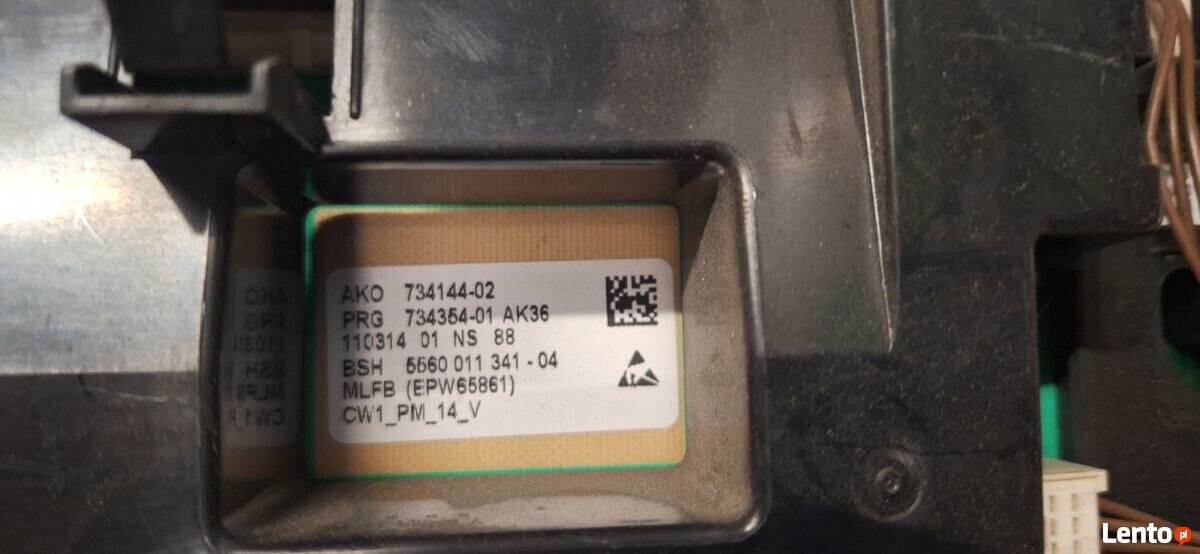 AKO 734144-02
PRG 734354-01 AK36
110314 01 NS 88
BSH 5560 011 341 - 04
MLFB (EPW65861)
CW1_PM_14_V
Lento.pl